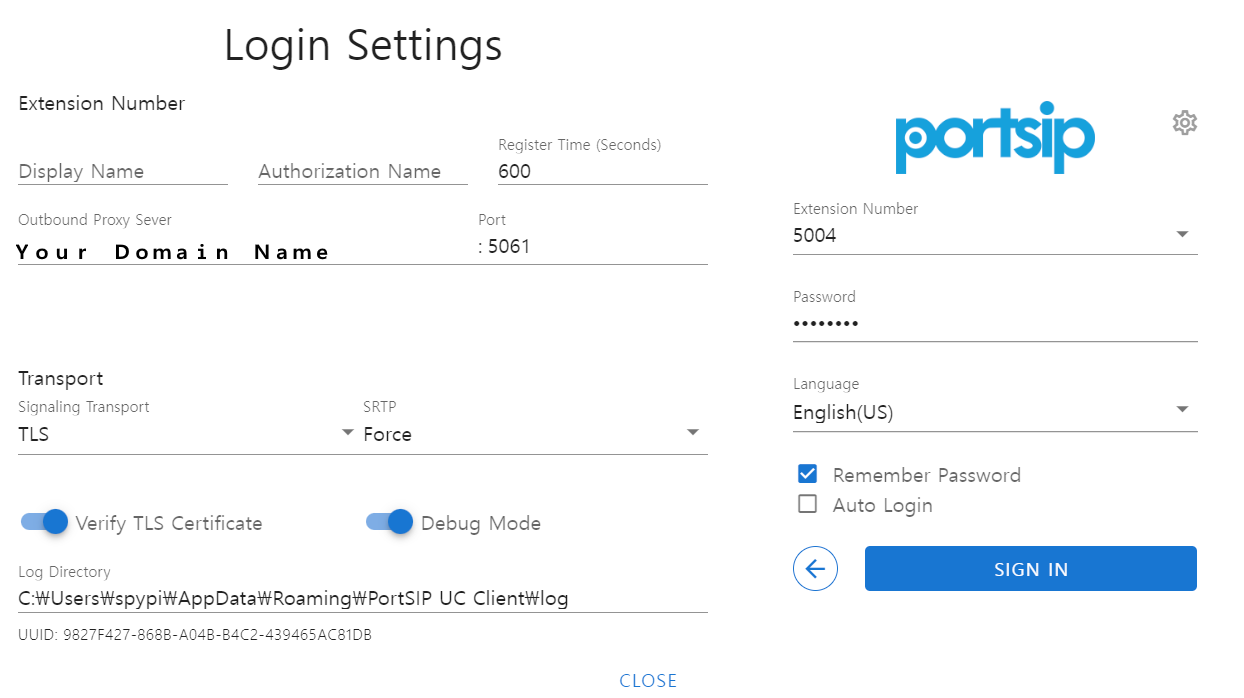 Login Settings
Extension Number
Display Name
Authorization Name
Register Time (Seconds)
600
Outbound Proxy Sever
Your Domain Name
Port
: 5061
Transport
Signaling Transport
TLS
SRTP
Force
Verify TLS Certificate
Debug Mode
Log Directory
C:₩Users₩spypi₩AppData₩Roaming₩PortSIP UC Client₩log
UUID: 9827F427-868B-A04B-B4C2-439465AC81DB
CLOSE
portsip
Extension Number
5004
Password
••••••••
Language
English(US)
Remember Password
Auto Login
SIGN IN